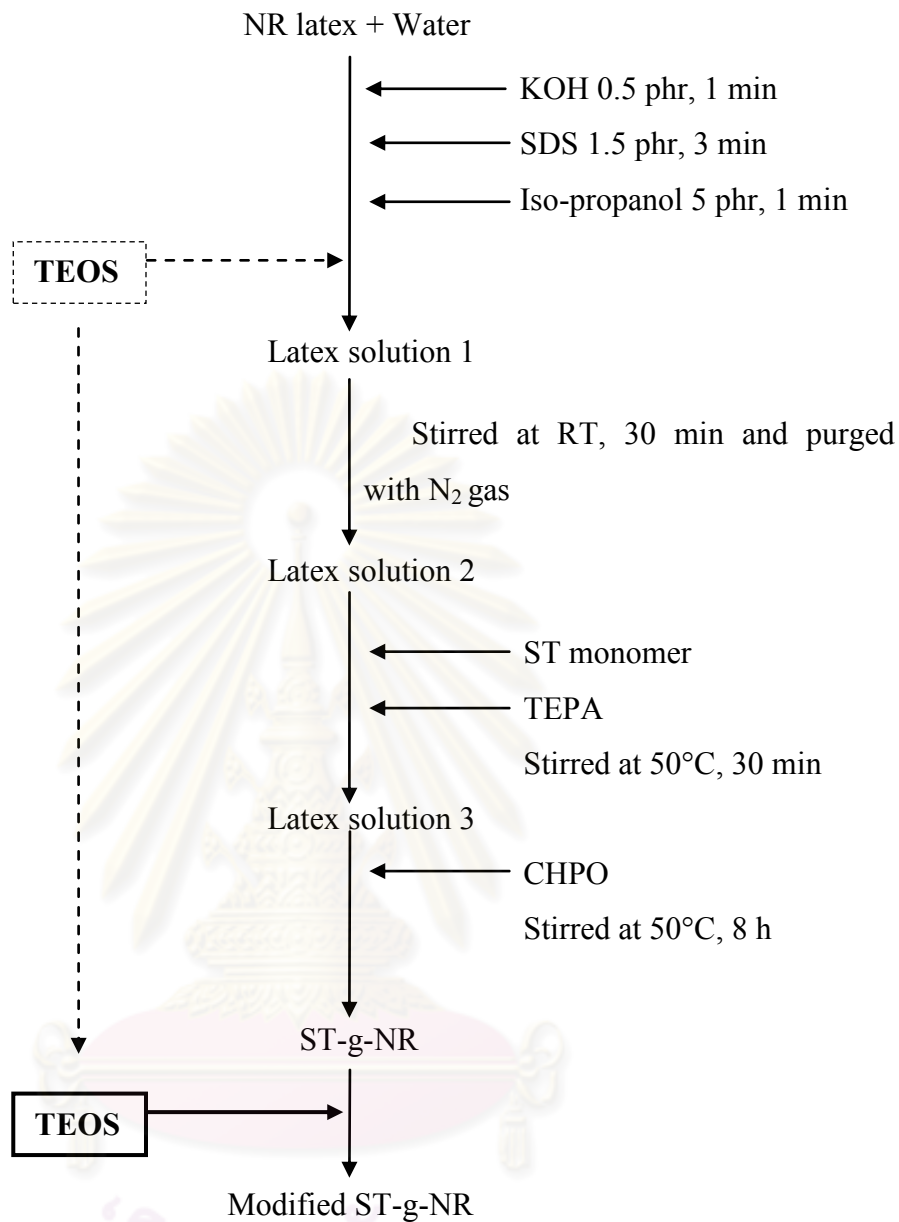 NR latex + Water
KOH 0.5 phr, 1 min
SDS 1.5 phr, 3 min
Iso-propanol 5 phr, 1 min
TEOS
Latex solution 1
Stirred at RT, 30 min and purged
with N₂ gas
Latex solution 2
ST monomer
TEPA
Stirred at 50°C, 30 min
Latex solution 3
CHPO
Stirred at 50°C, 8 h
ST-g-NR
TEOS
Modified ST-g-NR